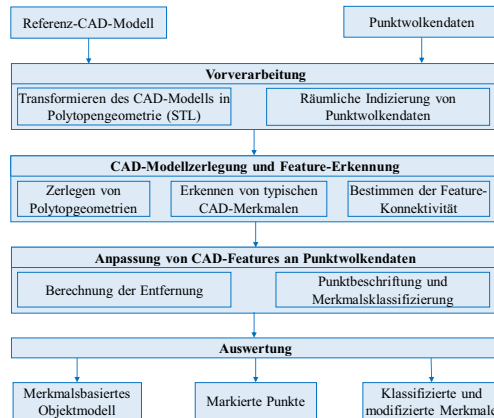 Referenz-CAD-Modell
Punktwolkendaten
Vorverarbeitung
Transformieren des CAD-Modells in
Polytopengeometrie (STL)
Räumliche Indizierung von
Punktwolkendaten
CAD-Modellzerlegung und Feature-Erkennung
Zerlegen von
Polytopgeometrien
Erkennen von typischen
CAD-Merkmalen
Bestimmen der Feature-
Konnektivität
Anpassung von CAD-Features an Punktwolkendaten
Berechnung der Entfernung
Punktbeschriftung und
Merkmalsklassifizierung
Auswertung
Merkmalsbasiertes
Objektmodell
Markierte Punkte
Klassifizierte und
modifizierte Merkmale